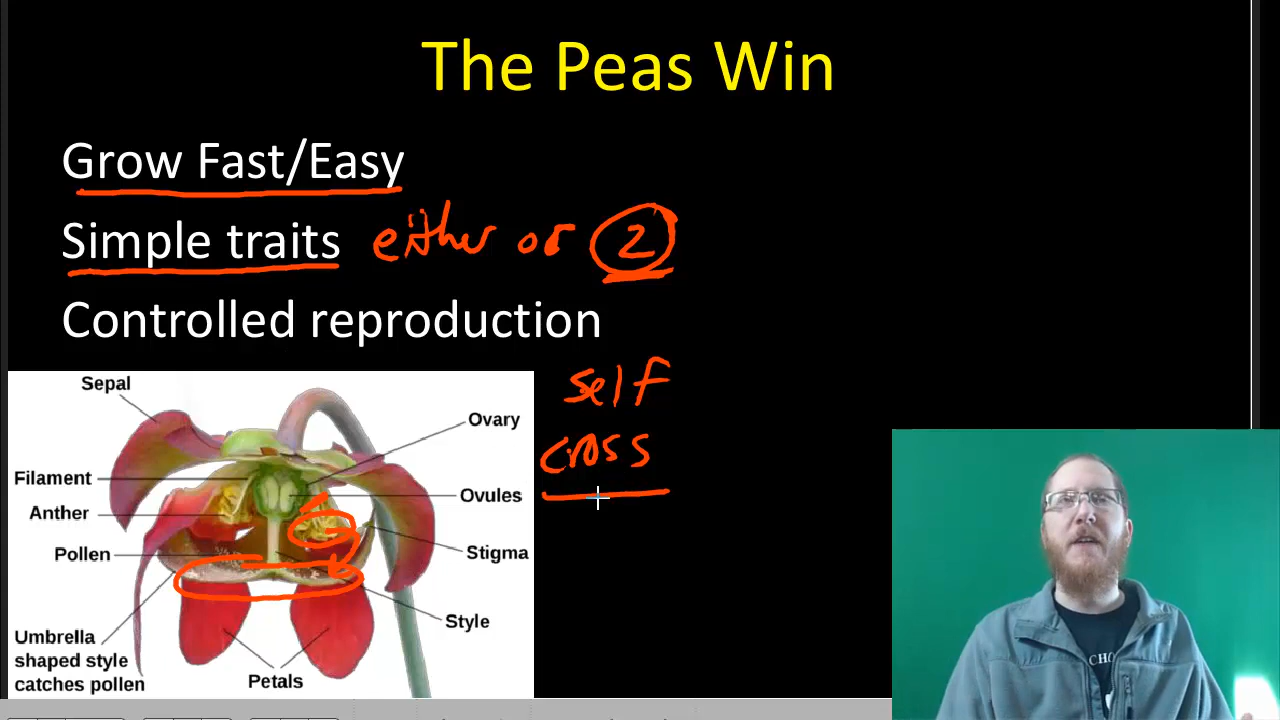 The Peas Win
Grow Fast/Easy
Simple traits either or 2
Controlled reproduction
self
cross
Sepal
Ovary
Filament
Ovules
Anther
Pollen
Stigma
Style
Umbrella
shaped style
catches pollen
Petals
CHO